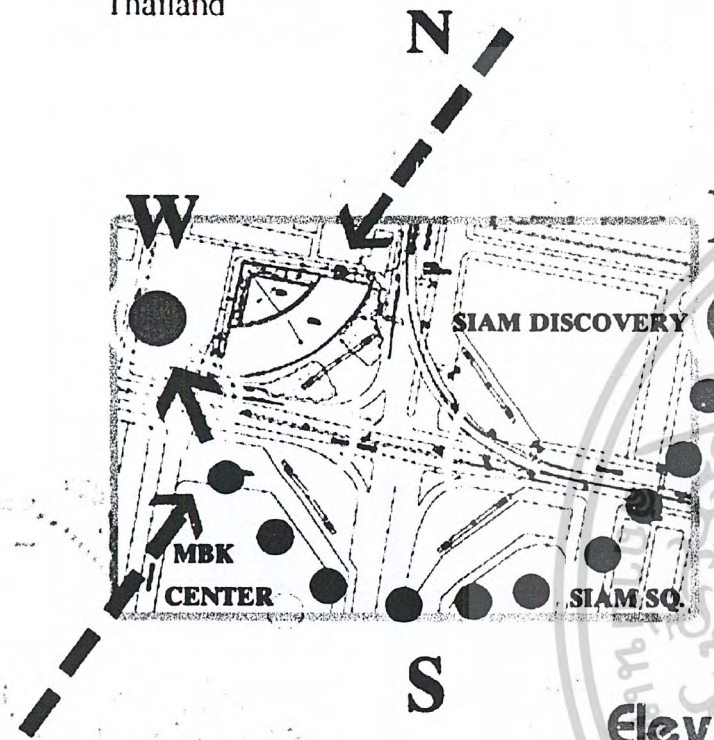 Thailand
N
W
SIAM DISCOVERY
MBK
CENTER
SIAM SQ.
S
Elev